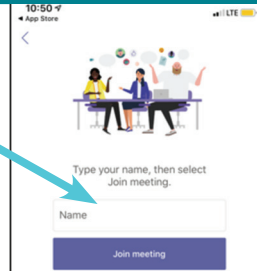 10:50
LTE
◄ App Store
Type your name, then select
Join meeting.
Name
Join meeting